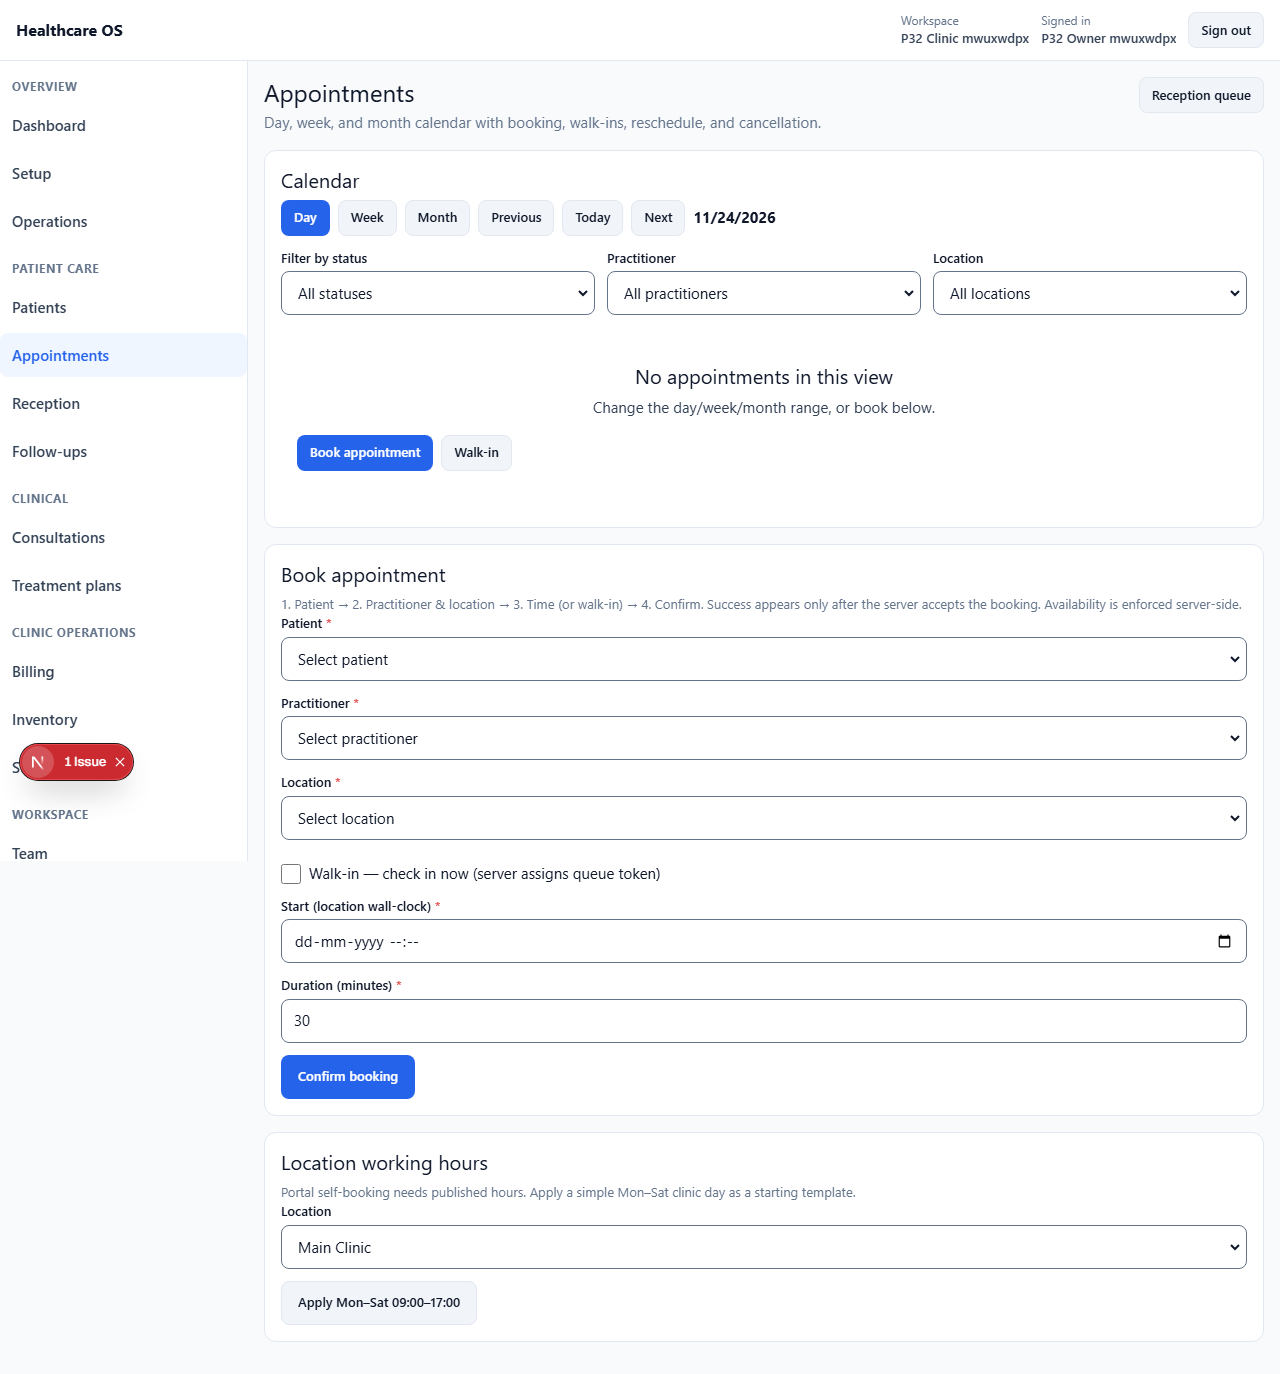 Healthcare OS
Workspace
P32 Clinic mwuxwdpx
Signed in
P32 Owner mwuxwdpx
Sign out
OVERVIEW
Dashboard
Setup
Operations
PATIENT CARE
Patients
Appointments
Reception
Follow-ups
CLINICAL
Consultations
Treatment plans
CLINIC OPERATIONS
Billing
Inventory
1 Issue
WORKSPACE
Team
Appointments
Day, week, and month calendar with booking, walk-ins, reschedule, and cancellation.
Reception queue
Calendar
Day Week Month Previous Today Next 11/24/2026
Filter by status
All statuses
Practitioner
All practitioners
Location
All locations
No appointments in this view
Change the day/week/month range, or book below.
Book appointment Walk-in
Book appointment
1. Patient → 2. Practitioner & location → 3. Time (or walk-in) → 4. Confirm. Success appears only after the server accepts the booking. Availability is enforced server-side.
Patient *
Select patient
Practitioner *
Select practitioner
Location *
Select location
Walk-in — check in now (server assigns queue token)
Start (location wall-clock) *
dd-mm-yyyy --:--
Duration (minutes) *
30
Confirm booking
Location working hours
Portal self-booking needs published hours. Apply a simple Mon–Sat clinic day as a starting template.
Location
Main Clinic
Apply Mon–Sat 09:00–17:00